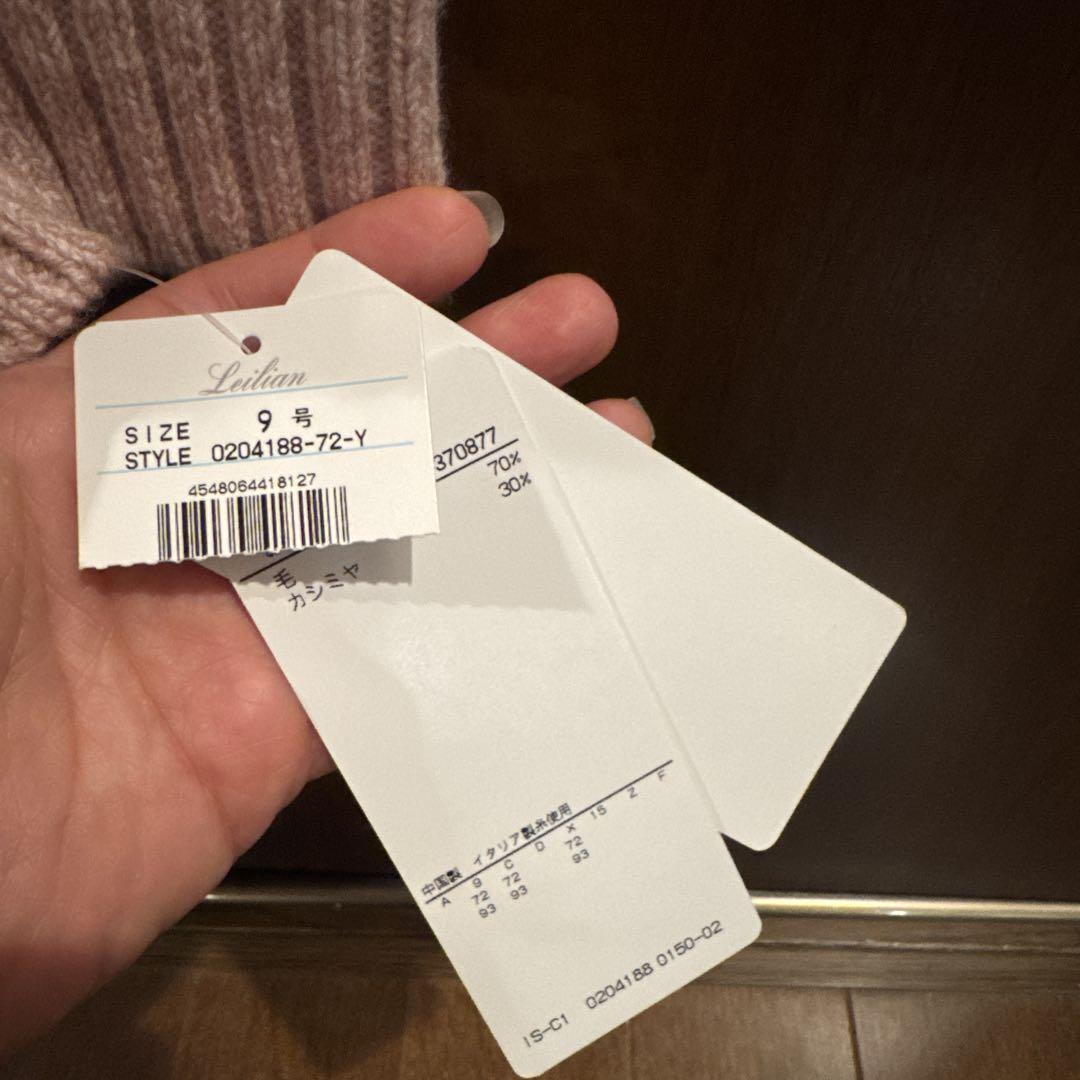 Leilian
SIZE 9 号
STYLE 0204188-72-Y
4548064418127
370877
毛 70%
カシミヤ 30%
中国製 イタリア製糸使用
A 9 C D X 15 Z F
72 72 72
93 93 93
IS-C1 0204188 0150-02